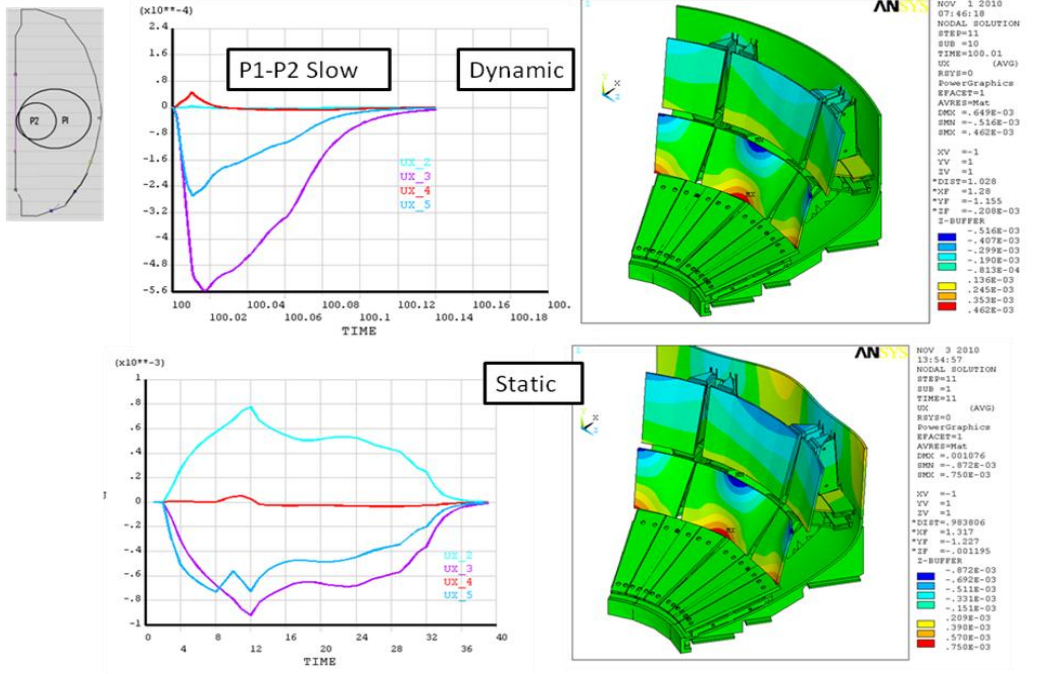 P2
P1
(x10**-4)
2.4
1.6
.8
0
-.8
-1.6
-2.4
-3.2
-4
-4.8
-5.6
P1-P2 Slow
Dynamic
UX_2
UX_3
UX_4
UX_5
100
100.04
100.08
100.12
100.16
100.
100.02
100.06
100.1
100.14
100.18
TIME
1
X
Z
MX
ANSYS
NOV 1 2010
07:46:18
NODAL SOLUTION
STEP=11
SUB =10
TIME=100.01
UX (AVG)
RSYS=0
PowerGraphics
EFACET=1
AVRES=Mat
DMX =.649E-03
SMN =-.516E-03
SMX =.462E-03
XV =-1
YV =1
ZV =1
*DIST=1.028
*XF =1.28
*YF =-1.155
*ZF =-.208E-03
Z-BUFFER
-.516E-03
-.407E-03
-.299E-03
-.190E-03
-.813E-04
.136E-03
.245E-03
.353E-03
.462E-03
(x10**-3)
1
.8
.6
.4
.2
0
-.2
-.4
-.6
-.8
-1
Static
UX_2
UX_3
UX_4
UX_5
0
8
16
24
32
40
4
12
20
28
36
TIME
1
X
Z
MX
ANSYS
NOV 3 2010
13:54:57
NODAL SOLUTION
STEP=11
SUB =1
TIME=11
UX (AVG)
RSYS=0
PowerGraphics
EFACET=1
AVRES=Mat
DMX =.001076
SMN =-.872E-03
SMX =.750E-03
XV =-1
YV =1
ZV =1
*DIST=.983806
*XF =1.317
*YF =-1.227
*ZF =-.001195
Z-BUFFER
-.872E-03
-.692E-03
-.511E-03
-.331E-03
-.151E-03
.209E-03
.390E-03
.570E-03
.750E-03